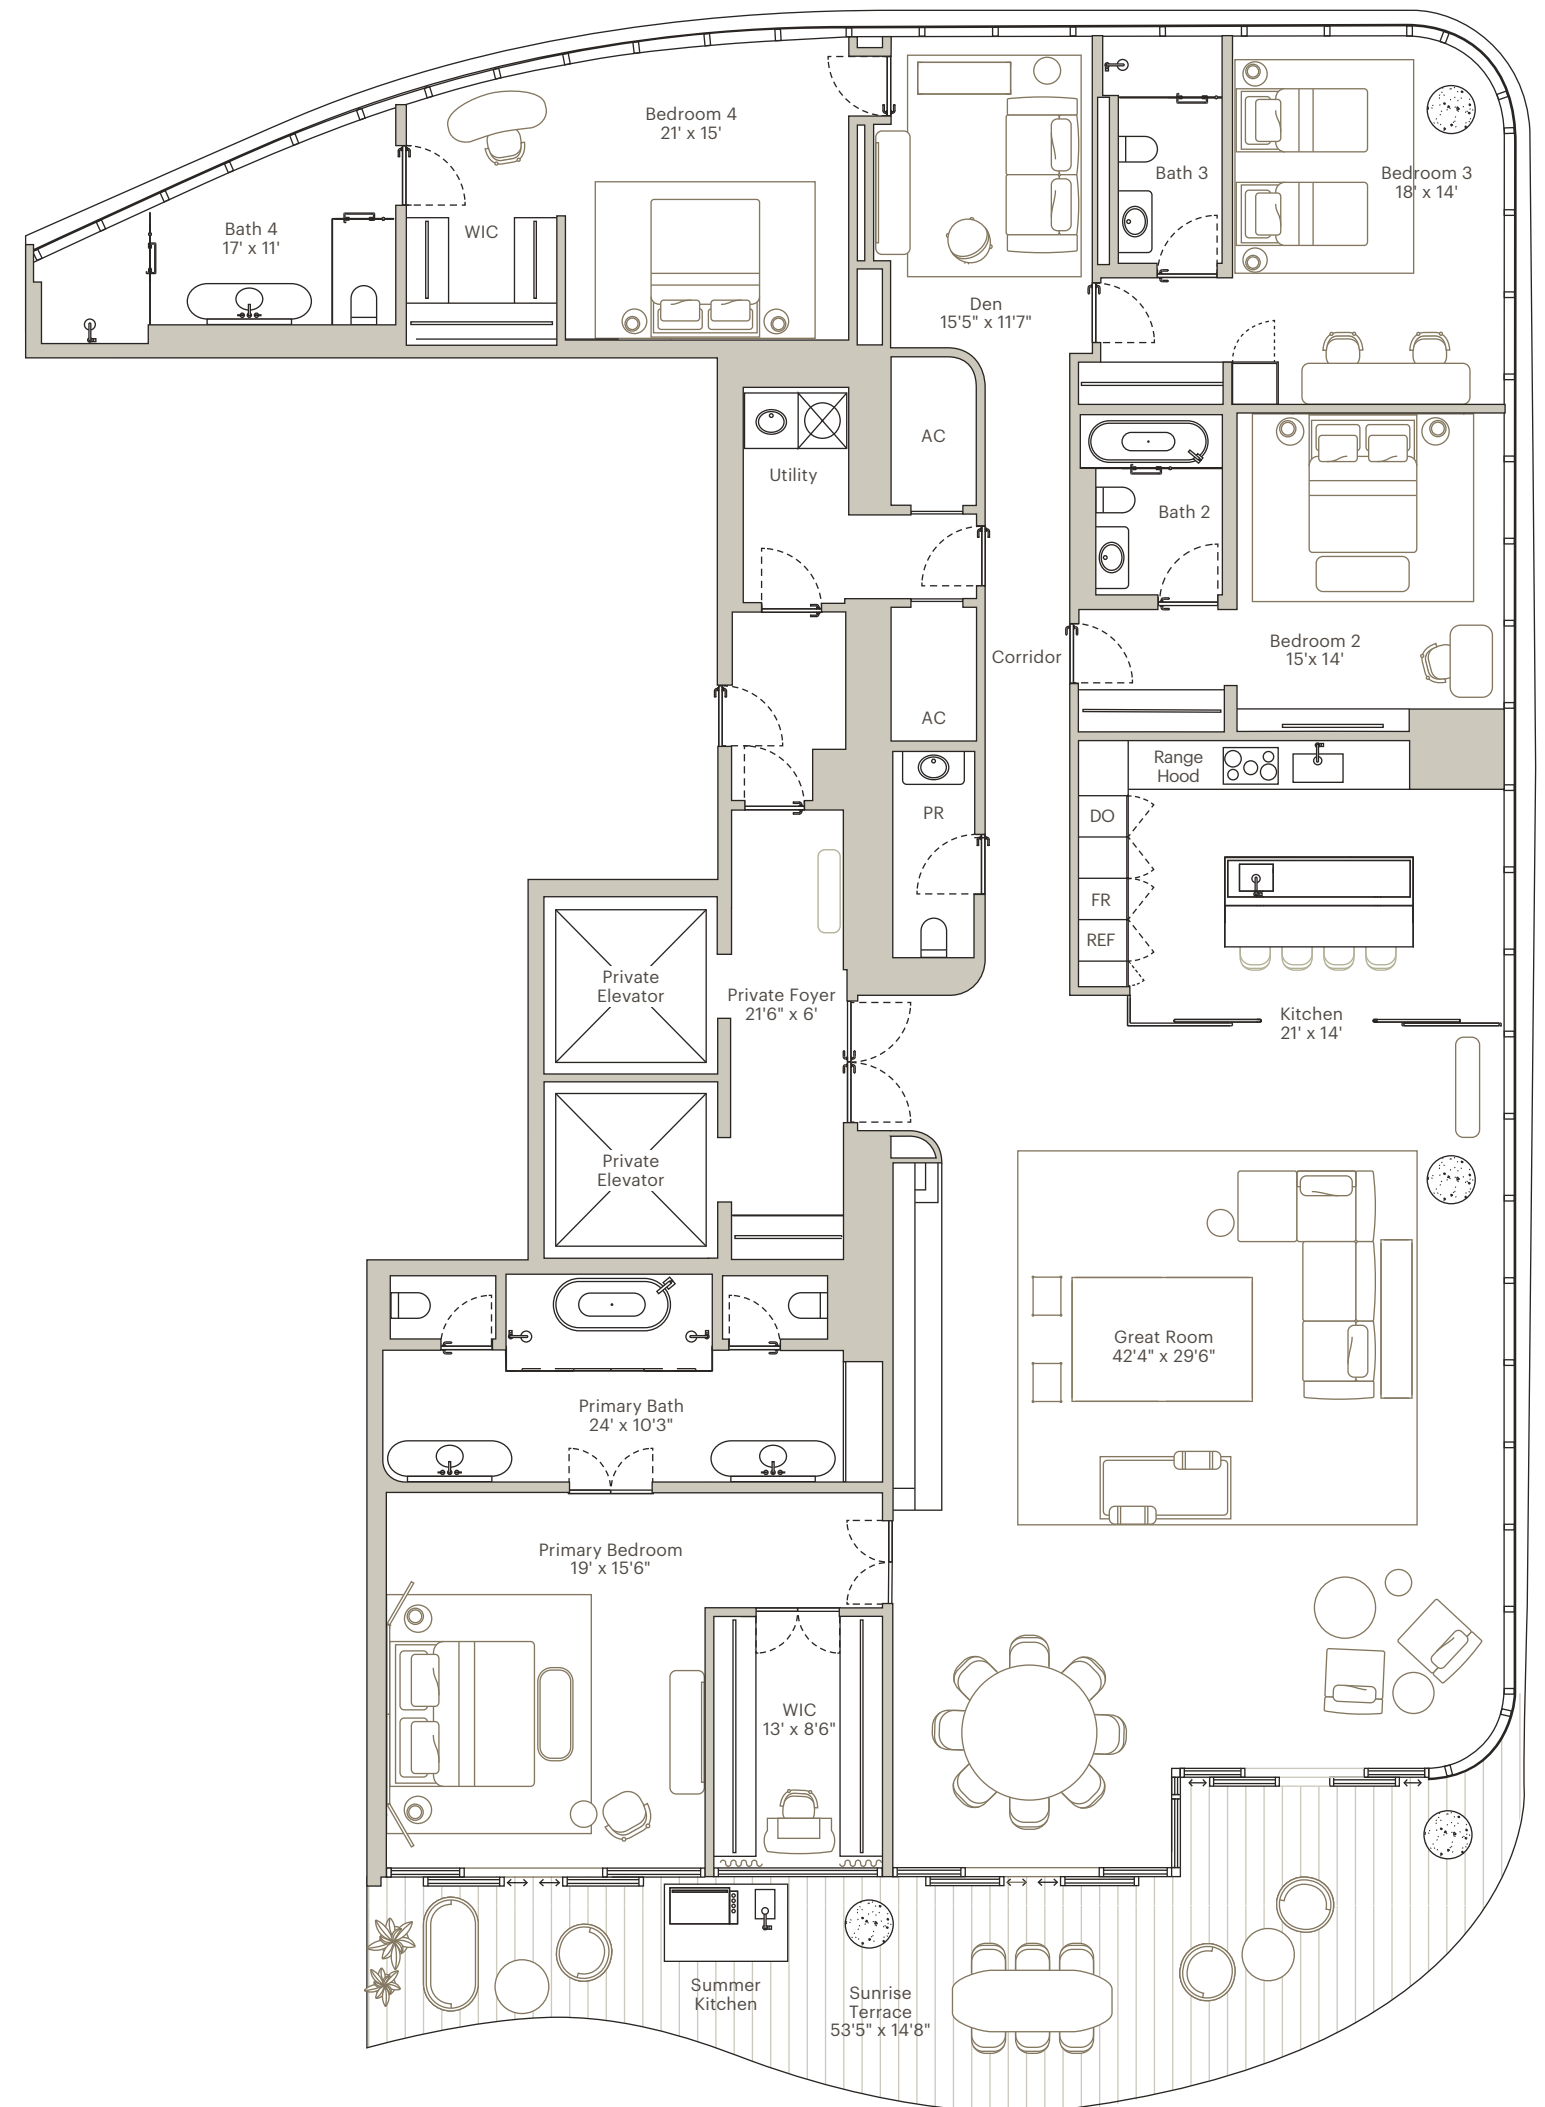 Bedroom 4
21' x 15'
Bath 3
Bedroom 3
18' x 14'
Bath 4
17' x 11'
WIC
Den
15'5" x 11'7"
AC
Utility
Bath 2
Corridor
Bedroom 2
15'x 14'
AC
Range
Hood
PR
DO
FR
REF
Private
Elevator
Private Foyer
21'6" x 6'
Kitchen
21' x 14'
Private
Elevator
Great Room
42'4" x 29'6"
Primary Bath
24' x 10'3"
Primary Bedroom
19' x 15'6"
WIC
13' x 8'6"
Summer
Kitchen
Sunrise
Terrace
53'5" x 14'8"